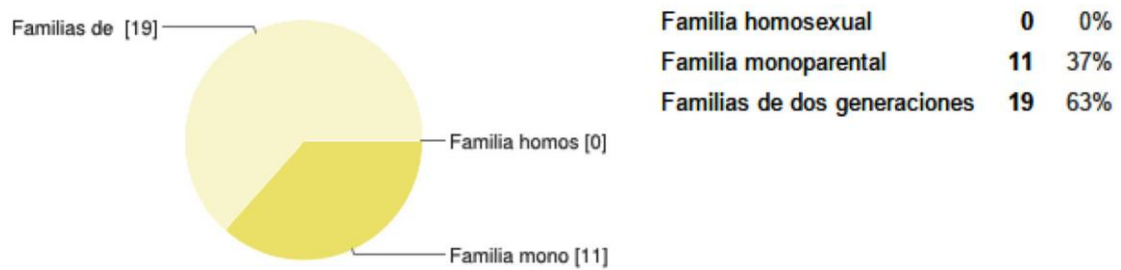 Familias de [19]
Familia homos [0]
Familia mono [11]
Familia homosexual 0 0%
Familia monoparental 11 37%
Familias de dos generaciones 19 63%